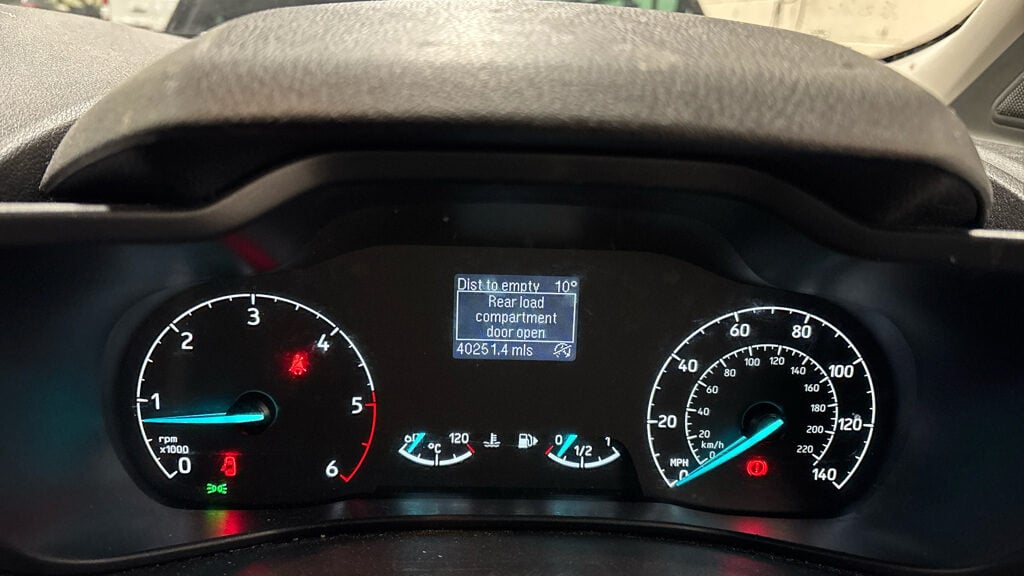 Dist to empty 10°
Rear load
compartment
door open
40251.4 mls
0
1
2
3
4
5
6
rpm
x1000
60 120
°C
0 1/2 1
0
20
40
60
80
100
120
140
MPH
0
20
40
60
80
100
120
140
160
180
200
220
km/h